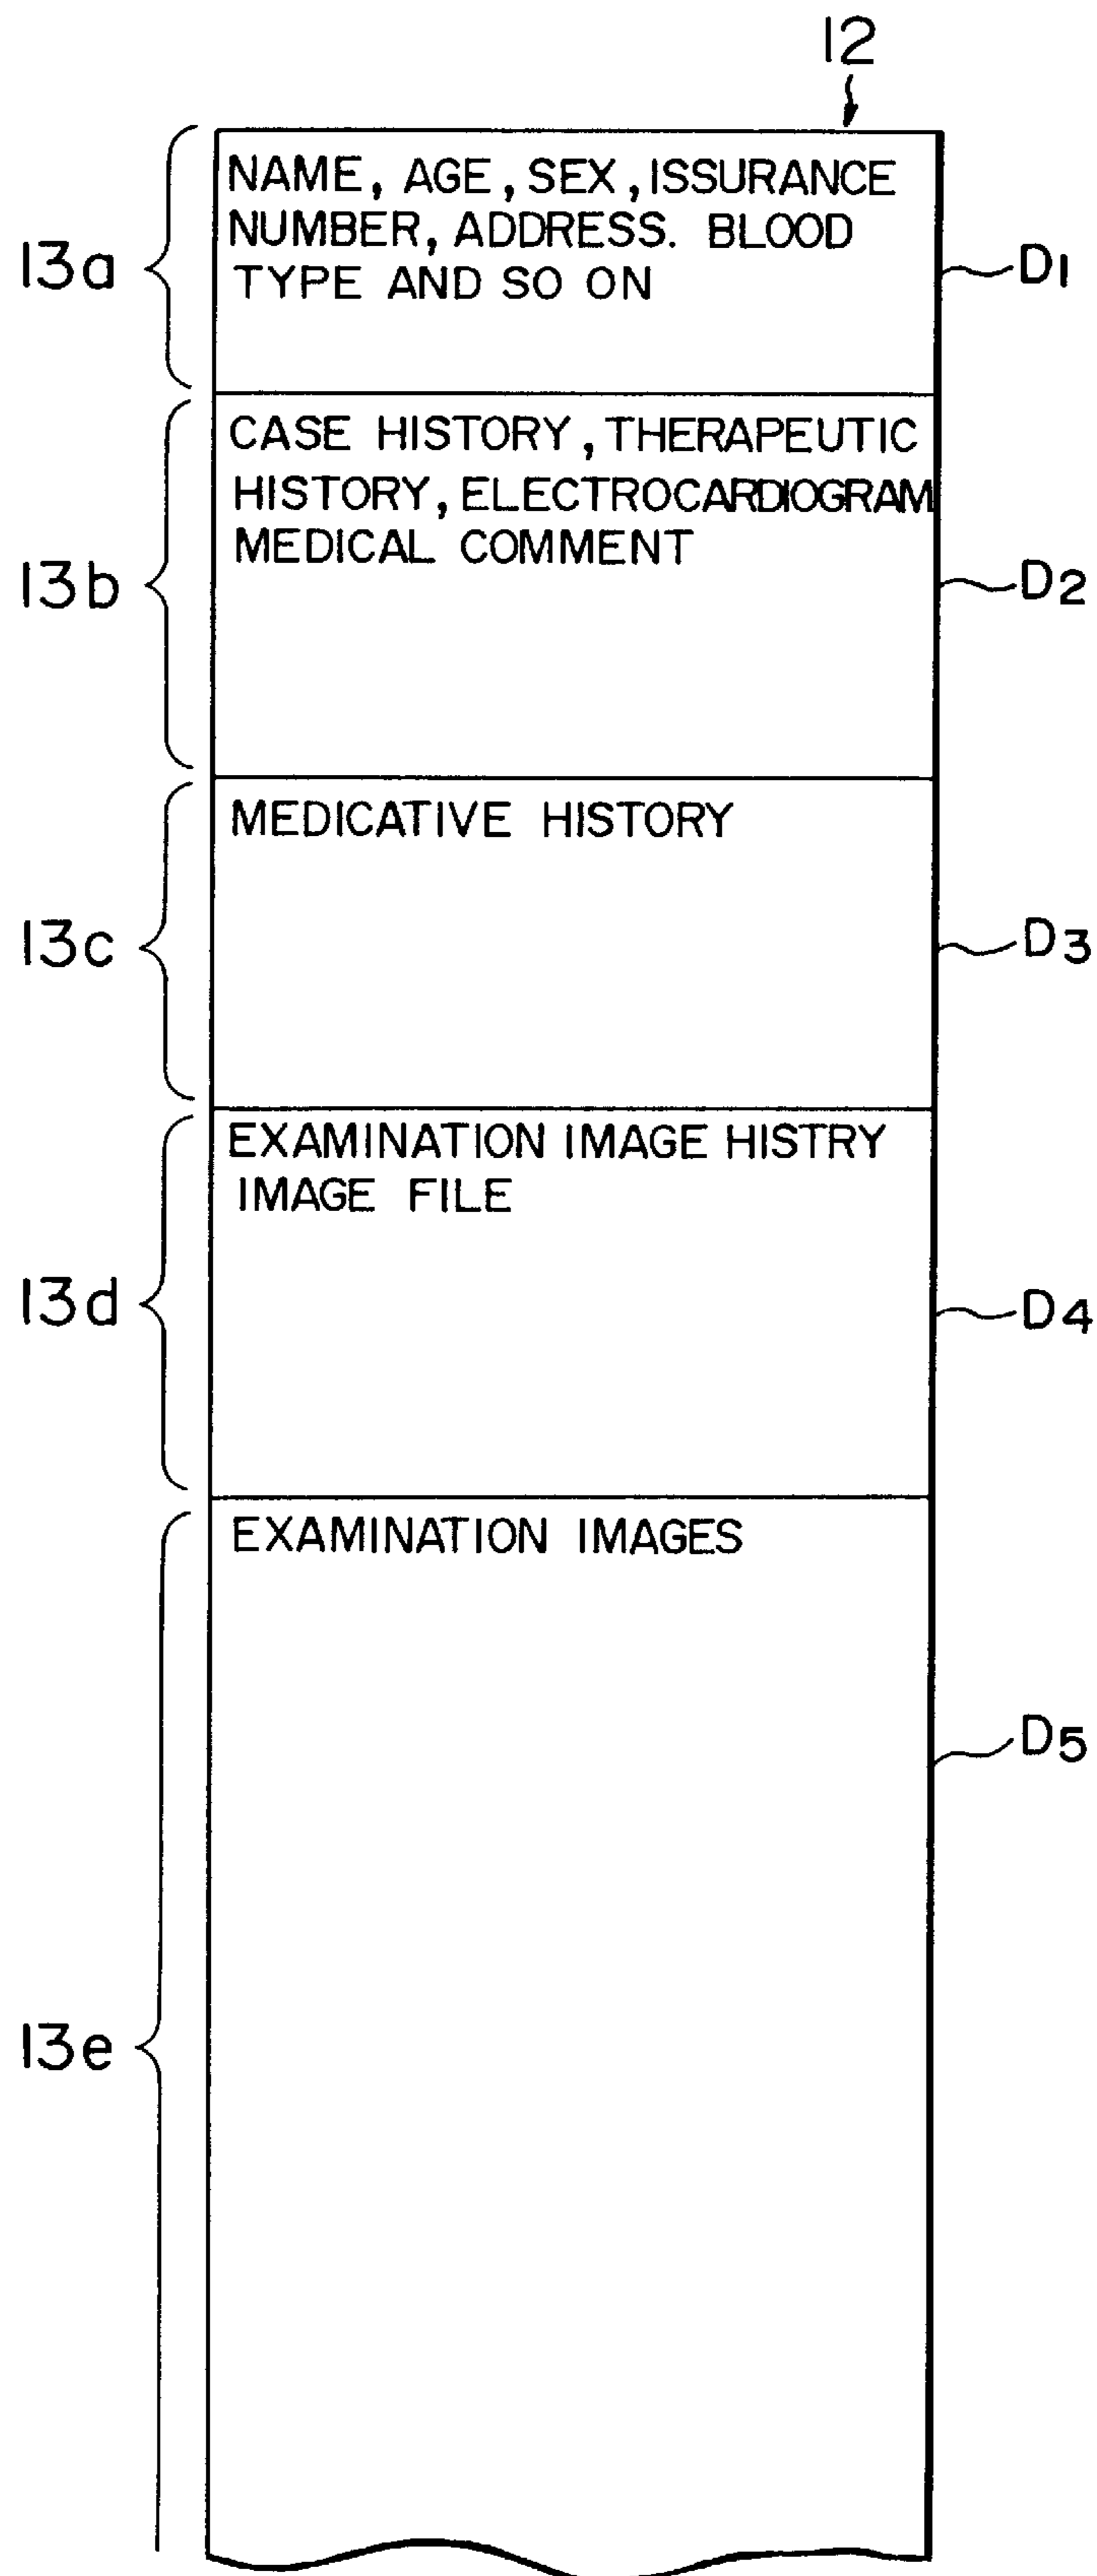 12
NAME, AGE, SEX, ISSURANCE
NUMBER, ADDRESS. BLOOD
TYPE AND SO ON
13a
D1
CASE HISTORY, THERAPEUTIC
HISTORY, ELECTROCARDIOGRAM
MEDICAL COMMENT
13b
D2
MEDICATIVE HISTORY
13c
D3
EXAMINATION IMAGE HISTRY
IMAGE FILE
13d
D4
EXAMINATION IMAGES
D5
13e